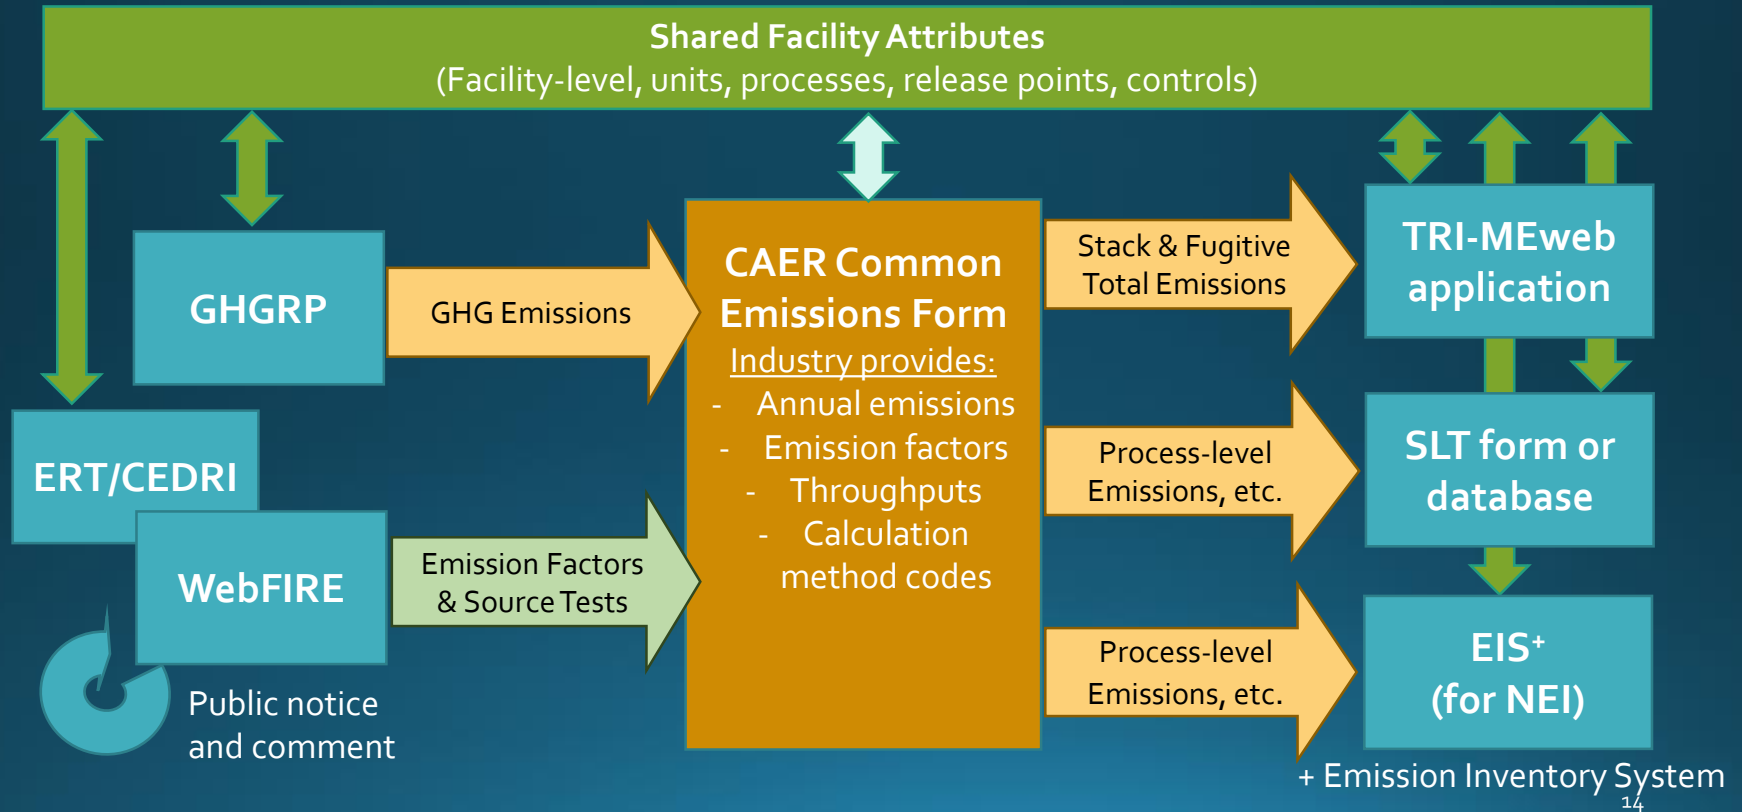 Shared Facility Attributes
(Facility-level, units, processes, release points, controls)
GHGRP
GHG Emissions
ERT/CEDRI
WebFIRE
Emission Factors
& Source Tests
Public notice
and comment
CAER Common
Emissions Form
Industry provides:
- Annual emissions
- Emission factors
- Throughputs
- Calculation
method codes
Stack & Fugitive
Total Emissions
TRI-MEweb
application
Process-level
Emissions, etc.
SLT form or
database
Process-level
Emissions, etc.
EIS+
(for NEI)
+ Emission Inventory System
14